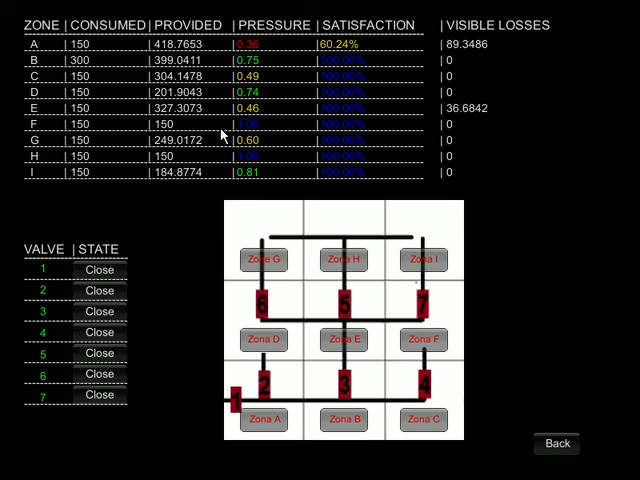 ZONE | CONSUMED | PROVIDED | PRESSURE | SATISFACTION | VISIBLE LOSSES
A | 150 | 418.7653 | 0.36 | 60.24% | 89.3486
B | 300 | 399.0411 | 0.75 | 100.00% | 0
C | 150 | 304.1478 | 0.49 | 100.00% | 0
D | 150 | 201.9043 | 0.74 | 100.00% | 0
E | 150 | 327.3073 | 0.46 | 100.00% | 36.6842
F | 150 | 150 | 1.00 | 100.00% | 0
G | 150 | 249.0172 | 0.60 | 100.00% | 0
H | 150 | 150 | 1.00 | 100.00% | 0
I | 150 | 184.8774 | 0.81 | 100.00% | 0
VALVE | STATE
1 Close
2 Close
3 Close
4 Close
5 Close
6 Close
7 Close
Zone G Zona H Zona I
6 5 7
Zona D Zona E Zona F
2 3 4
1
Zona A Zona B Zona C
Back